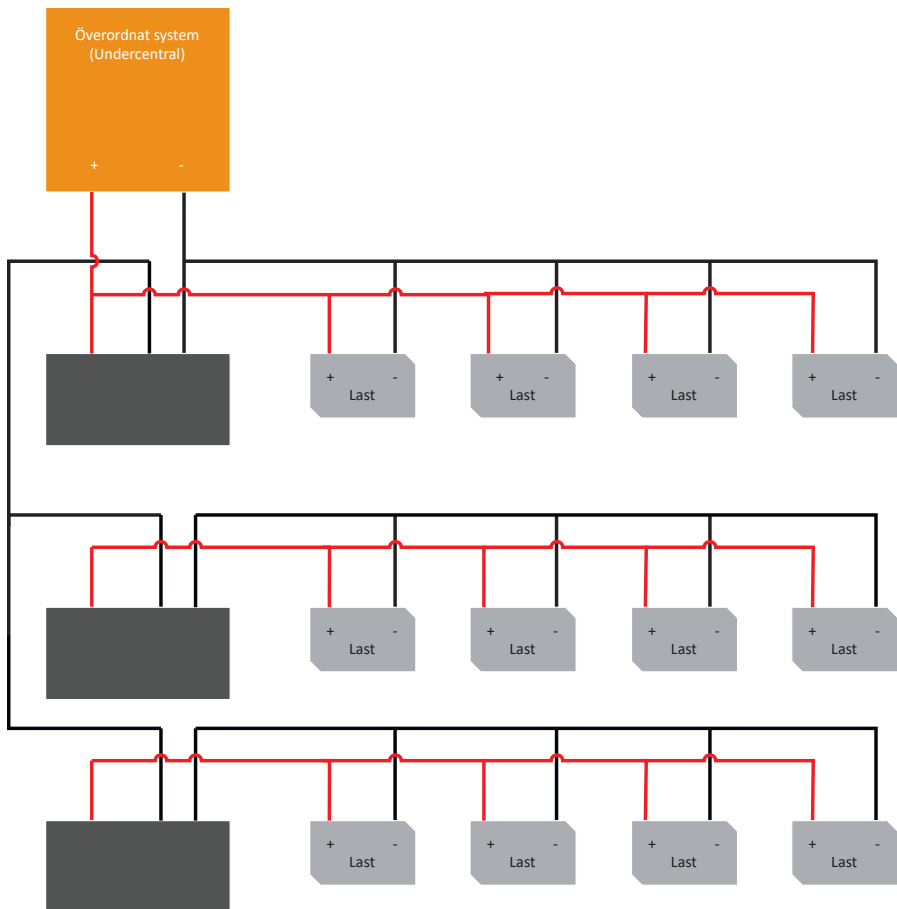 Överordnat system
(Undercentral)
+ -
+ - + - + - + -
Last Last Last Last
+ - + - + - + -
Last Last Last Last
+ - + - + - + -
Last Last Last Last